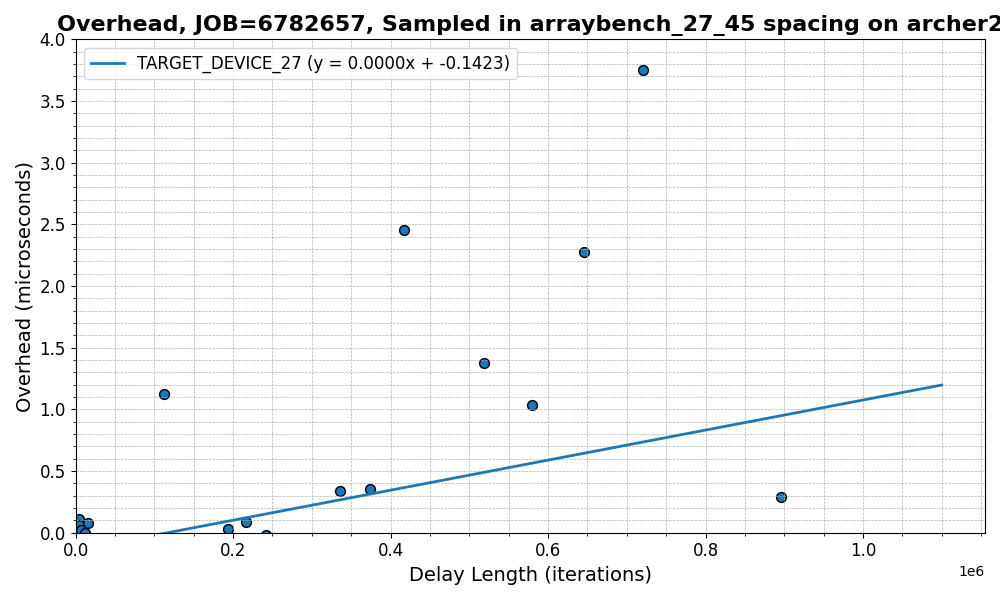 Overhead, JOB=6782657, Sampled in arraybench_27_45 spacing on archer2
TARGET_DEVICE_27 (y = 0.0000x + -0.1423)
Overhead (microseconds)
4.0
3.5
3.0
2.5
2.0
1.5
1.0
0.5
0.0
0.0 0.2 0.4 0.6 0.8 1.0
1e6
Delay Length (iterations)